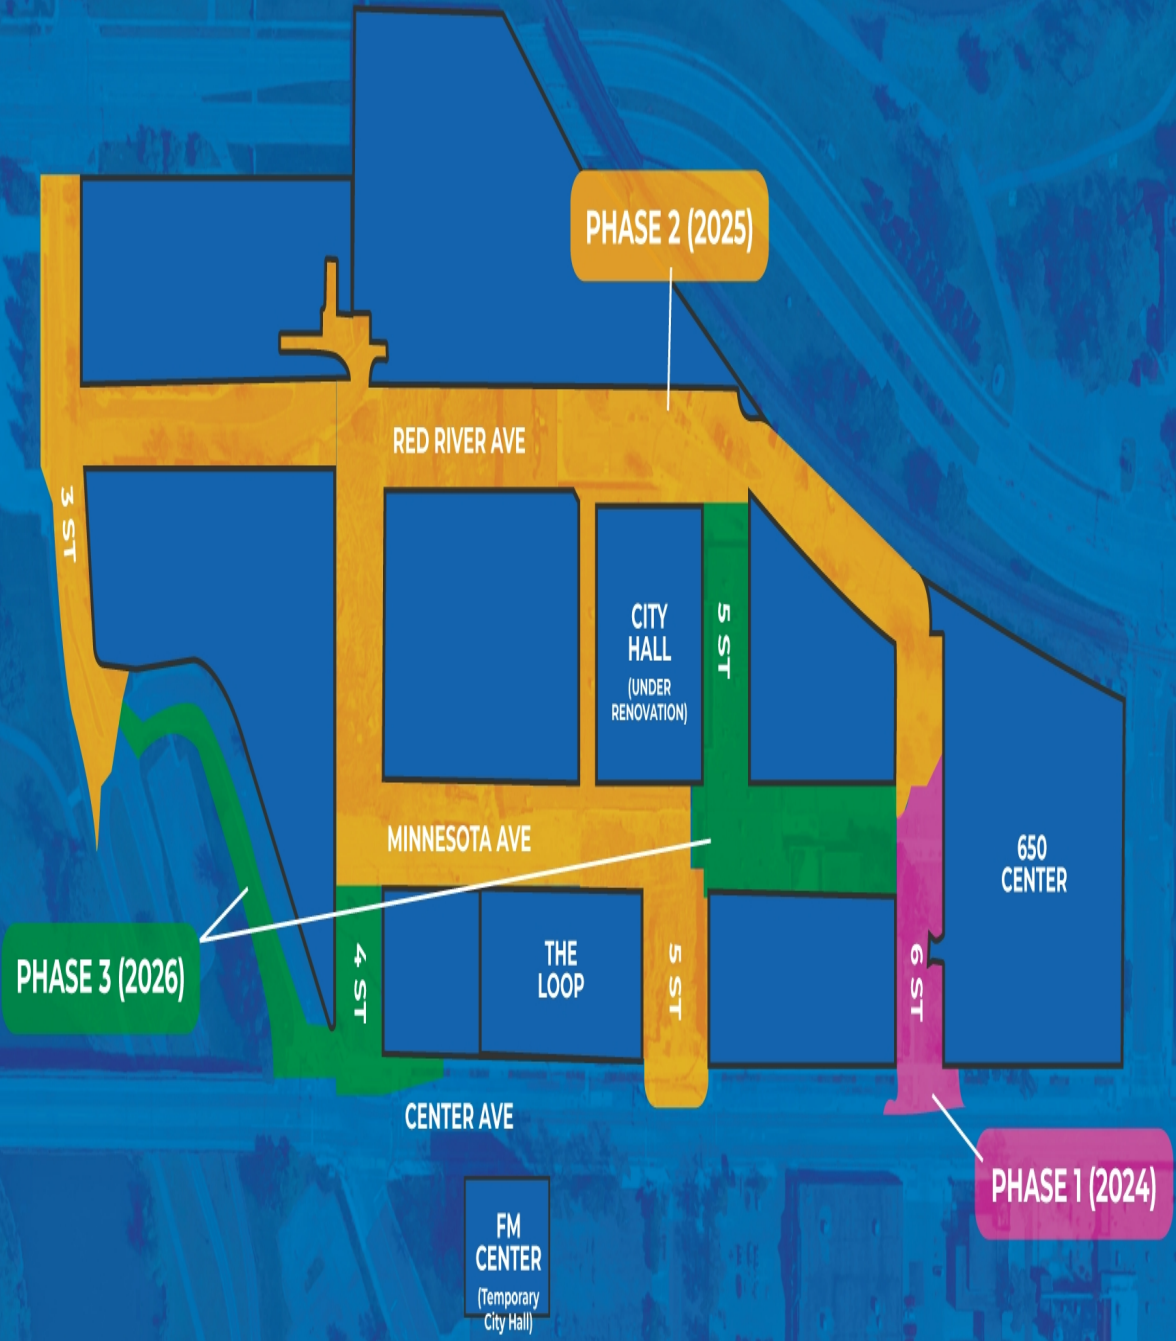 PHASE 2 (2025)
RED RIVER AVE
3 ST
CITY
HALL
(UNDER
RENOVATION)
5 ST
MINNESOTA AVE
650
CENTER
PHASE 3 (2026)
4 ST
THE
LOOP
5 ST
6 ST
CENTER AVE
PHASE 1 (2024)
FM
CENTER
(Temporary
City Hall)